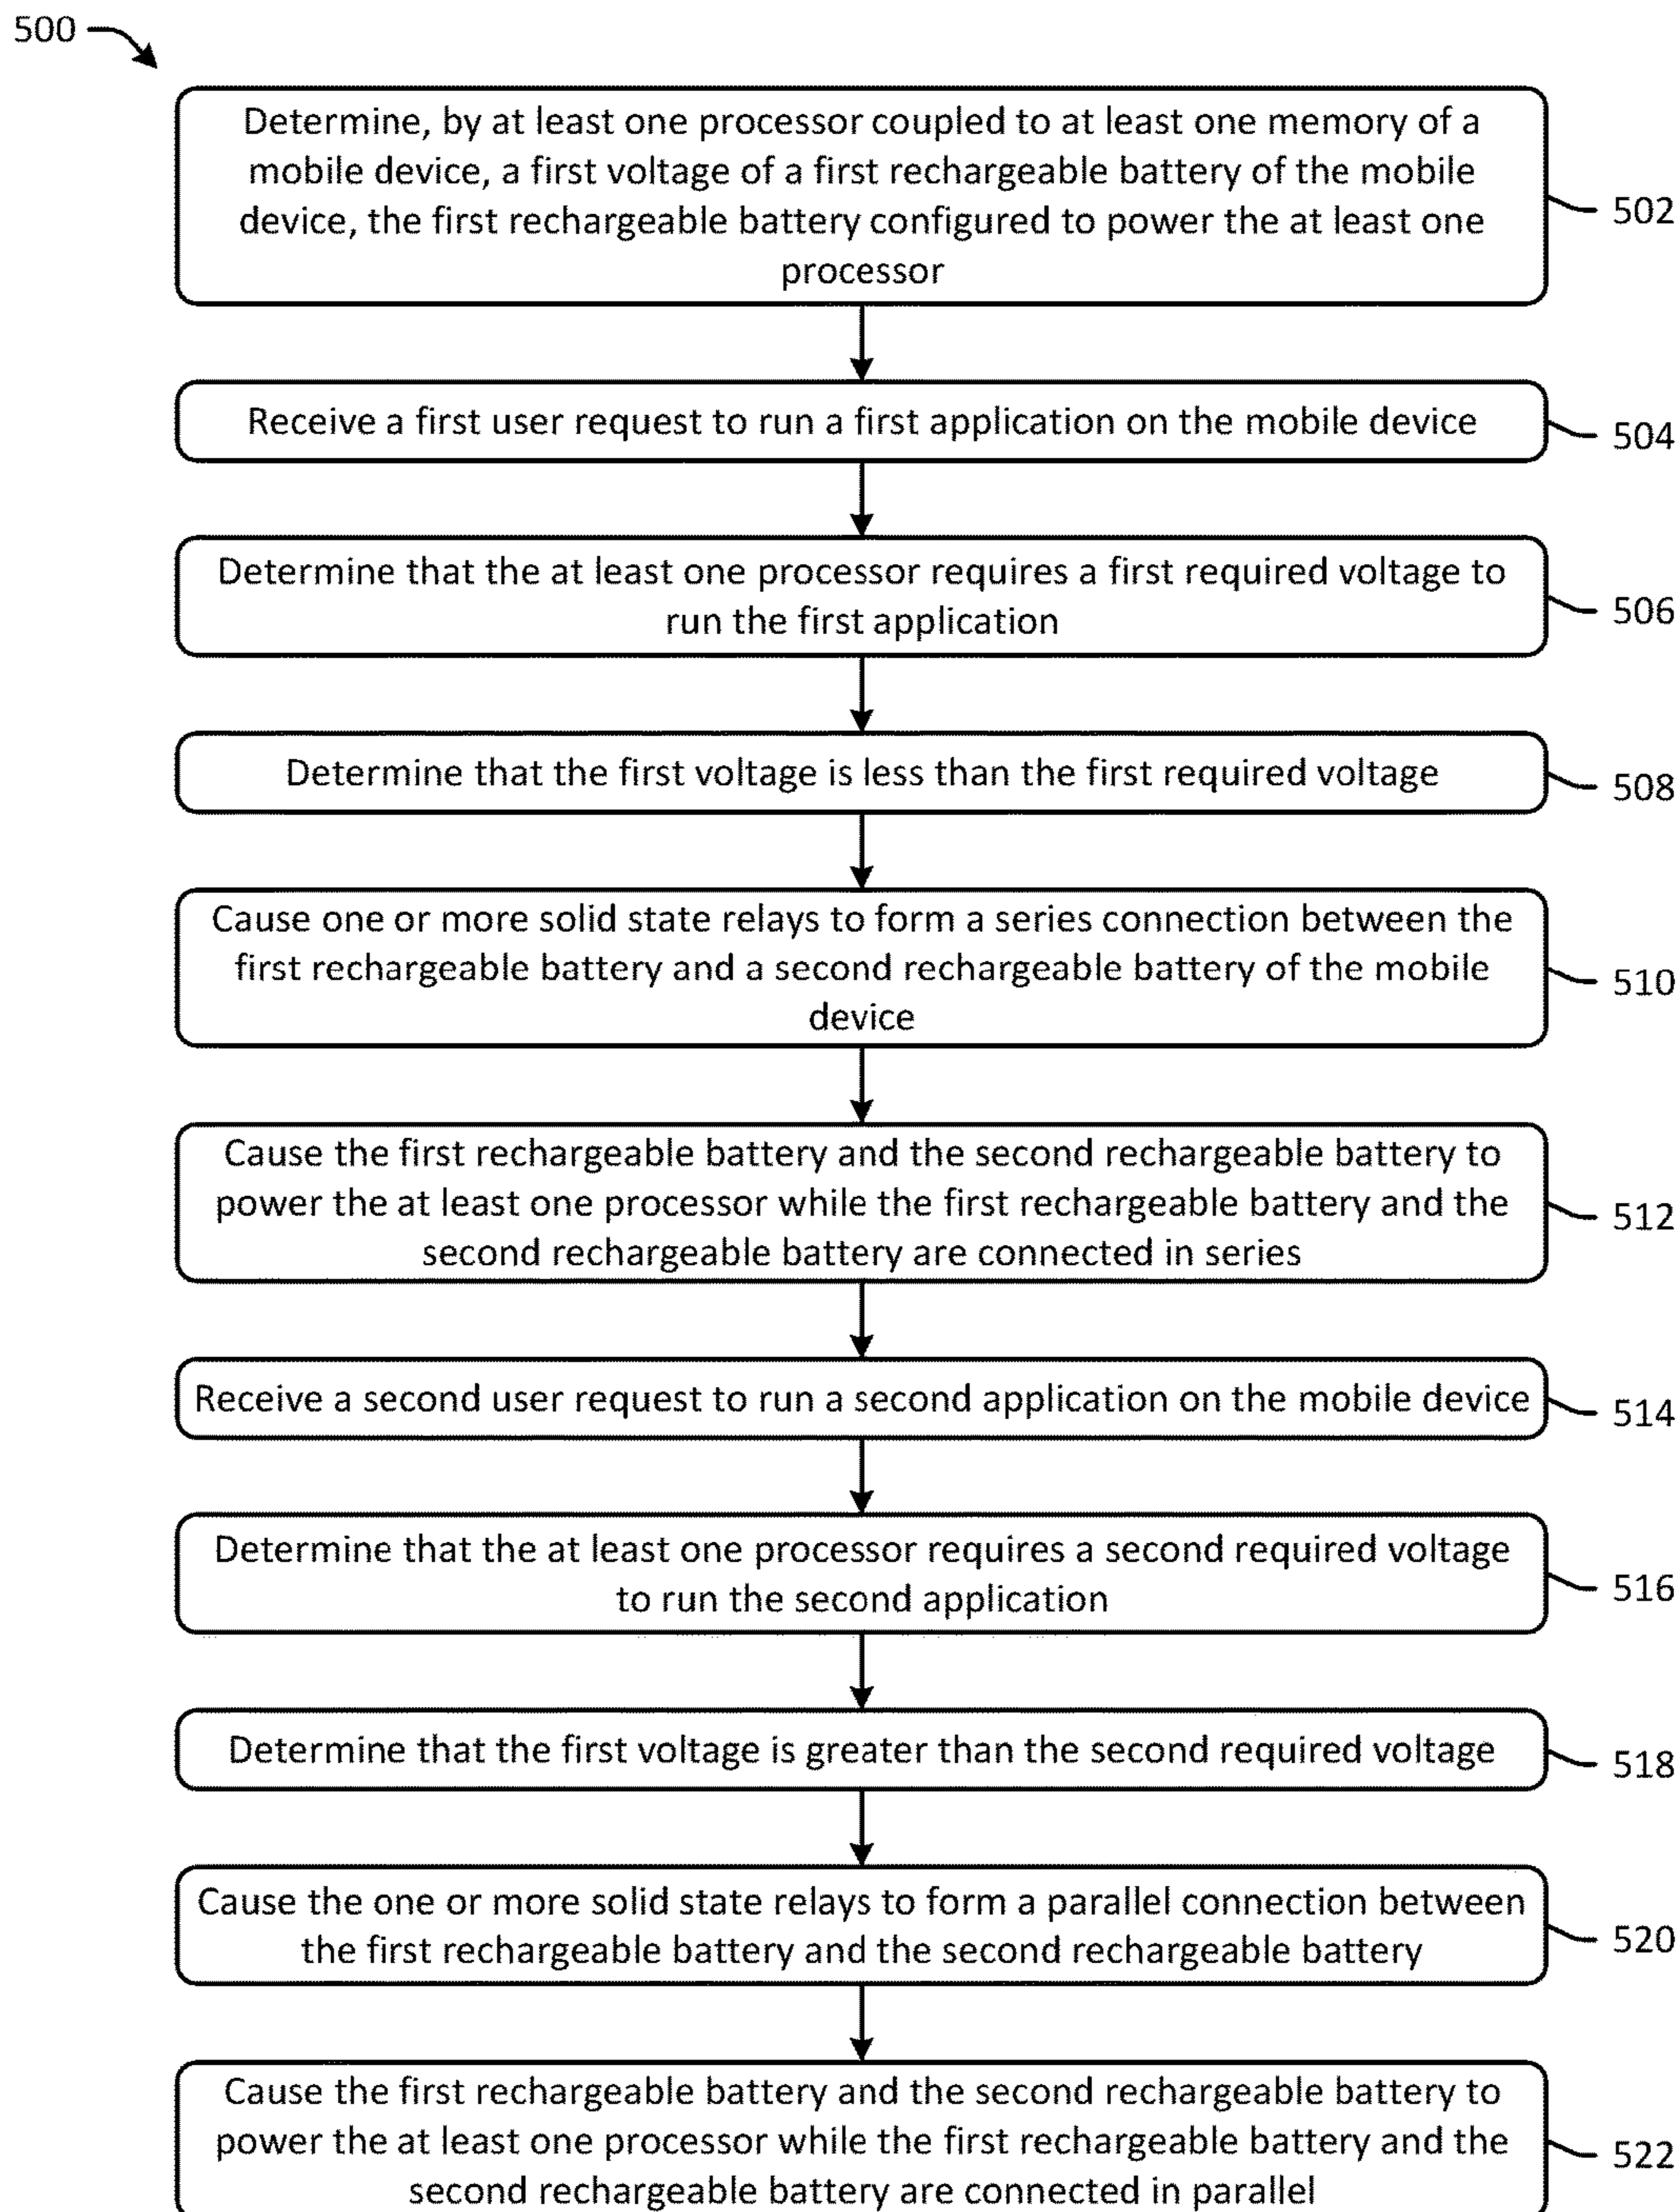 500
Determine, by at least one processor coupled to at least one memory of a
mobile device, a first voltage of a first rechargeable battery of the mobile
device, the first rechargeable battery configured to power the at least one
processor
502
Receive a first user request to run a first application on the mobile device
504
Determine that the at least one processor requires a first required voltage to
run the first application
506
Determine that the first voltage is less than the first required voltage
508
Cause one or more solid state relays to form a series connection between the
first rechargeable battery and a second rechargeable battery of the mobile
device
510
Cause the first rechargeable battery and the second rechargeable battery to
power the at least one processor while the first rechargeable battery and the
second rechargeable battery are connected in series
512
Receive a second user request to run a second application on the mobile device
514
Determine that the at least one processor requires a second required voltage
to run the second application
516
Determine that the first voltage is greater than the second required voltage
518
Cause the one or more solid state relays to form a parallel connection between
the first rechargeable battery and the second rechargeable battery
520
Cause the first rechargeable battery and the second rechargeable battery to
power the at least one processor while the first rechargeable battery and the
second rechargeable battery are connected in parallel
522